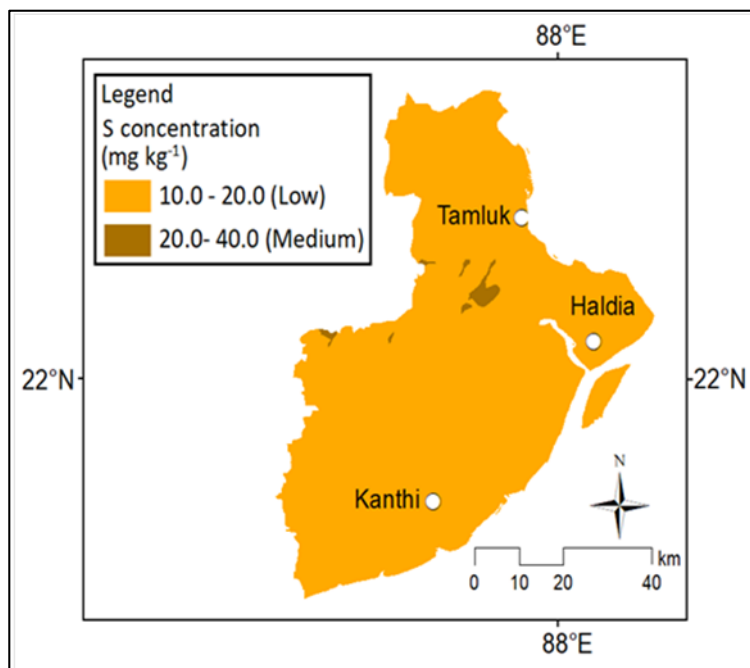 88°E
Legend
S concentration
(mg kg⁻¹)
10.0 - 20.0 (Low)
20.0- 40.0 (Medium)
Tamluk
Haldia
22°N
22°N
Kanthi
N
km
0 10 20 40
88°E